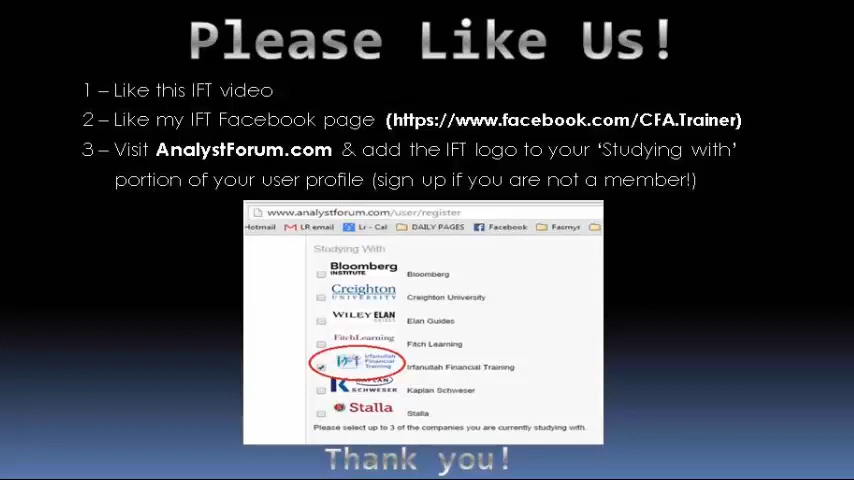 Please Like Us!
1 – Like this IFT video
2 – Like my IFT Facebook page (https://www.facebook.com/CFA.Trainer)
3 – Visit AnalystForum.com & add the IFT logo to your ‘Studying with’
portion of your user profile (sign up if you are not a member!)
www.analystforum.com/user/register
Hotmail LR email Lr - Cal DAILY PAGES Facebook Fasmyr
Studying With
Bloomberg INSTITUTE Bloomberg
Creighton UNIVERSITY Creighton University
WILEY ELAN GUIDES Elan Guides
FitchLearning Fitch Learning
Irfanullah Financial Training Irfanullah Financial Training
KAPLAN SCHWESER Kaplan Schweser
Stalla Stalla
Please select up to 3 of the companies you are currently studying with.
Thank you!